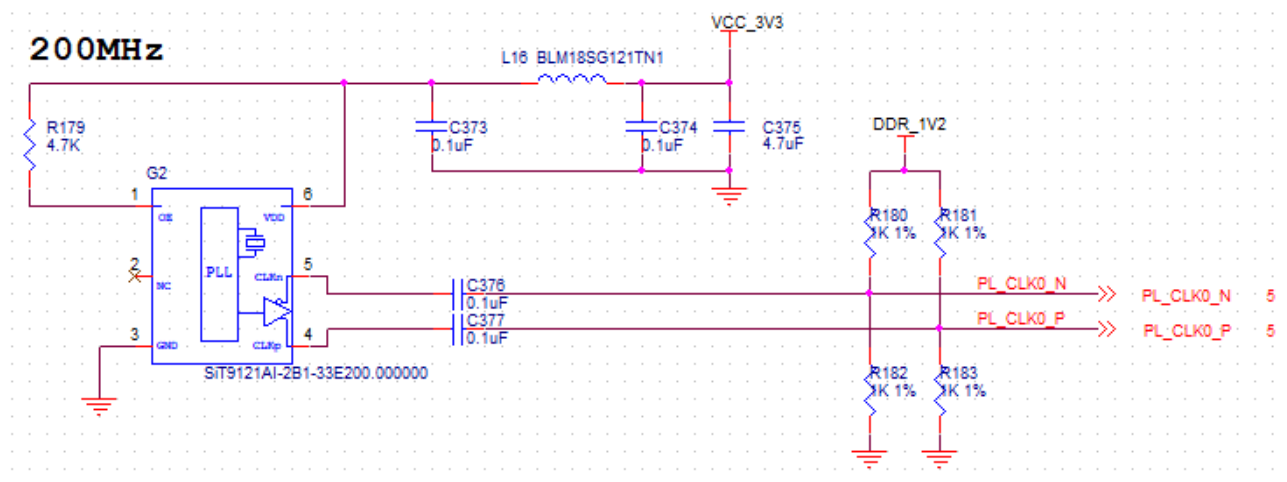 200MHz
VCC_3V3
L16 BLM18SG121TN1
R179
4.7K
C373
0.1uF
C374
0.1uF
C375
4.7uF
DDR_1V2
G2
1
OE
6
VDD
R180
1K 1%
R181
1K 1%
2
NC
PLL
5
CLKn
C376
0.1uF
PL_CLK0_N
PL_CLK0_N 5
3
GND
4
CLKp
C377
0.1uF
PL_CLK0_P
PL_CLK0_P 5
SiT9121AI-2B1-33E200.000000
R182
1K 1%
R183
1K 1%